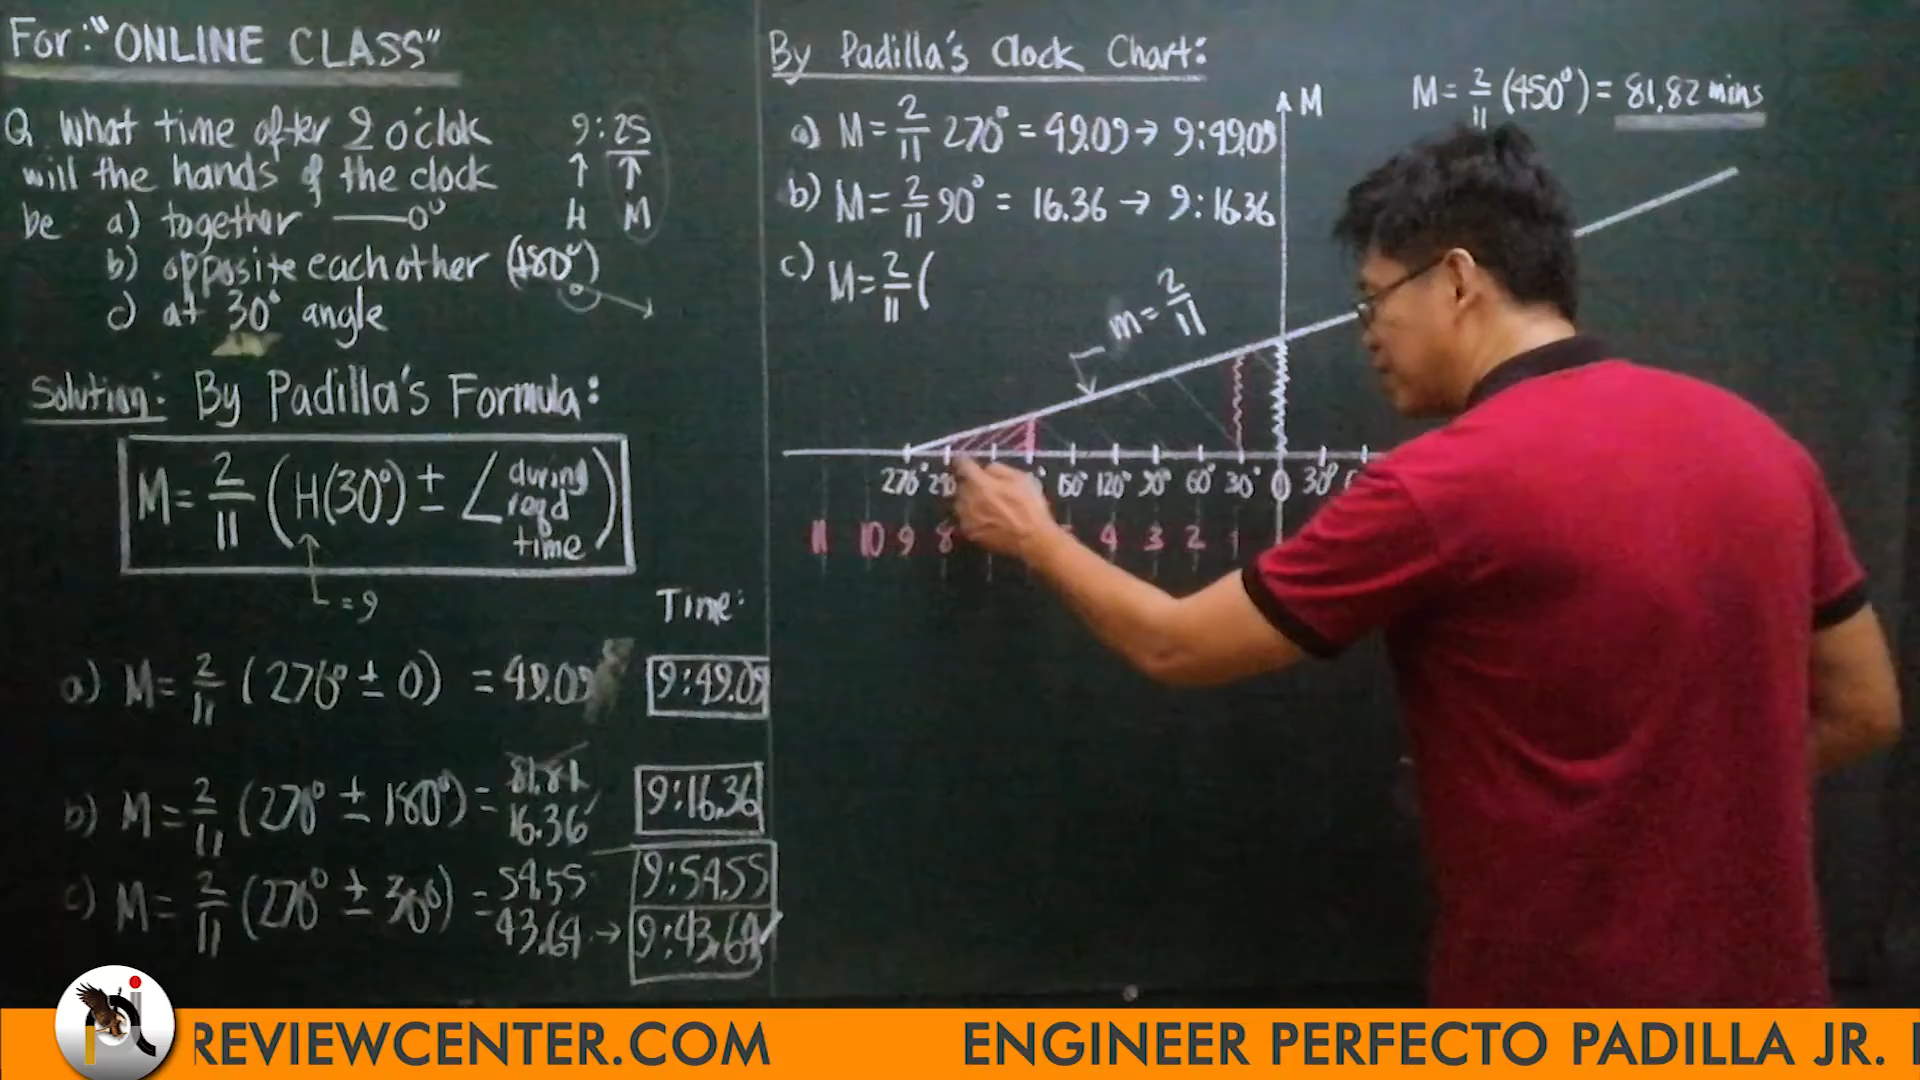 For: "ONLINE CLASS"
Q. What time after 9 o'clok
will the hands of the clock
be a) together — 0°
b) opposite each other (180°)
c) at 30° angle
9:25
H M
Solution: By Padilla's Formula:
M = 2/11 (H(30°) ± ∠ during reqd time)
= 9
Time:
a) M = 2/11 (270° ± 0) = 49.09
9:49.09
b) M = 2/11 (270° ± 180°) = 81.81
16.36
9:16.36
c) M = 2/11 (270° ± 30°) = 54.55
9:54.55
= 43.64 → 9:43.64
By Padilla's Clock Chart:
a) M = 2/11 270° = 49.09 → 9:49.09
b) M = 2/11 90° = 16.36 → 9:16.36
c) M = 2/11 (
M
M = 2/11 (450°) = 81.82 mins
m = 2/11
270° 120° 90° 60° 30° 0 30°
11 10 9 8 4 3 2 1
REVIEWCENTER.COM
ENGINEER PERFECTO PADILLA JR.